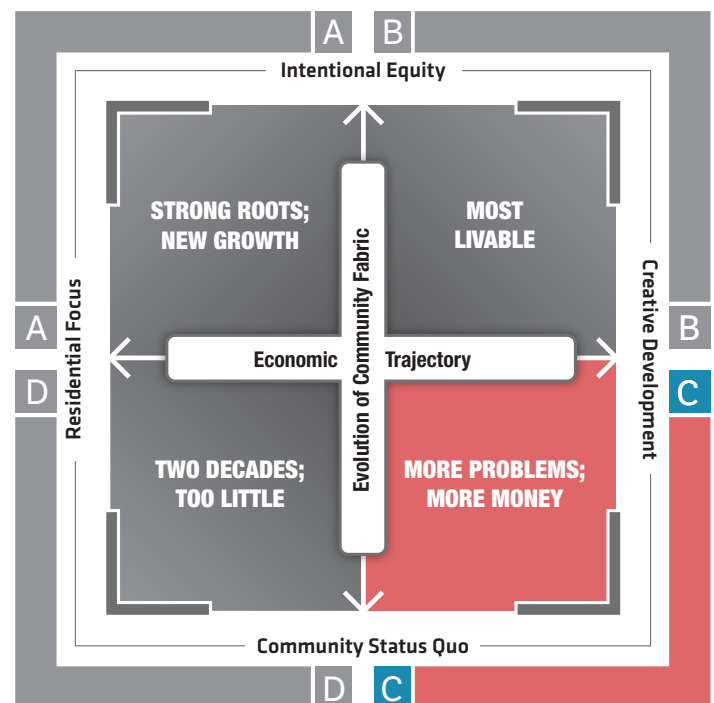 A
B
Intentional Equity
STRONG ROOTS;
NEW GROWTH
MOST
LIVABLE
Evolution of Community Fabric
Residential Focus
Creative Development
A
B
Economic
Trajectory
D
C
TWO DECADES;
TOO LITTLE
MORE PROBLEMS;
MORE MONEY
Community Status Quo
D
C